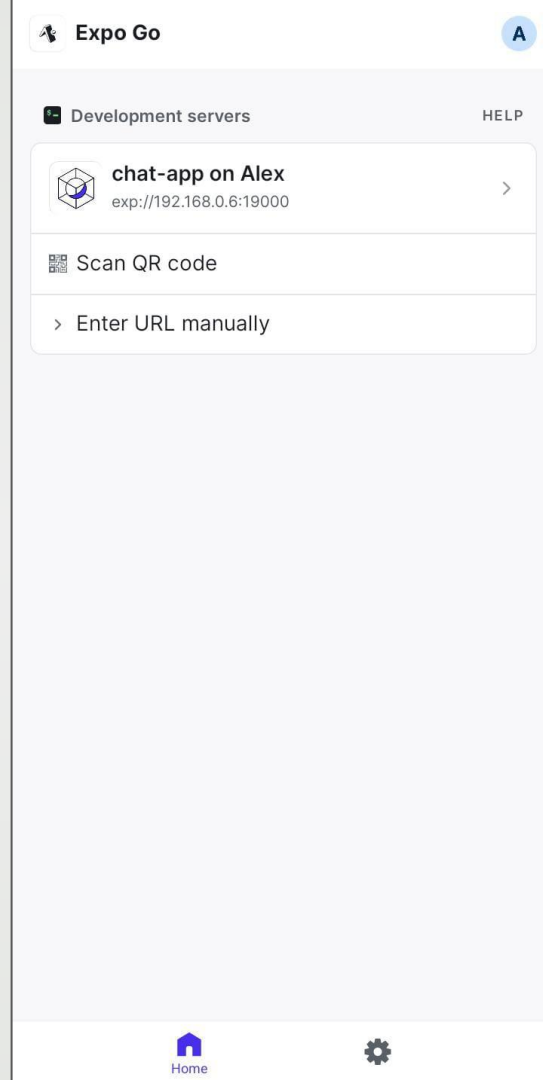 Expo Go
A
Development servers
HELP
chat-app on Alex
exp://192.168.0.6:19000
Scan QR code
Enter URL manually
Home